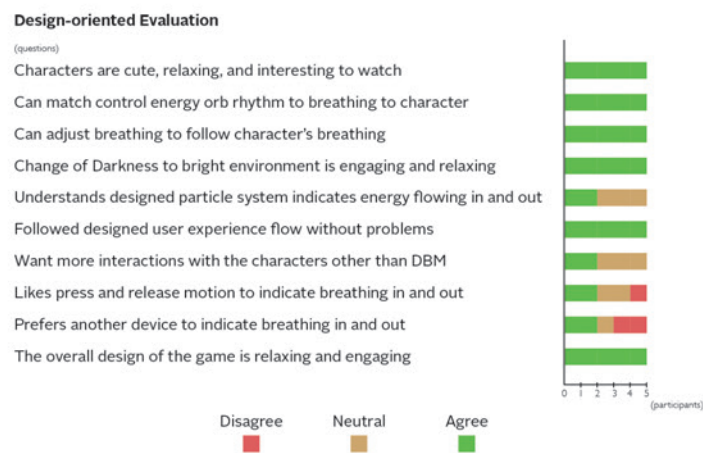 Design-oriented Evaluation
(questions)
Characters are cute, relaxing, and interesting to watch
Can match control energy orb rhythm to breathing to character
Can adjust breathing to follow character's breathing
Change of Darkness to bright environment is engaging and relaxing
Understands designed particle system indicates energy flowing in and out
Followed designed user experience flow without problems
Want more interactions with the characters other than DBM
Likes press and release motion to indicate breathing in and out
Prefers another device to indicate breathing in and out
The overall design of the game is relaxing and engaging
0 1 2 3 4 5
(participants)
Disagree Neutral Agree